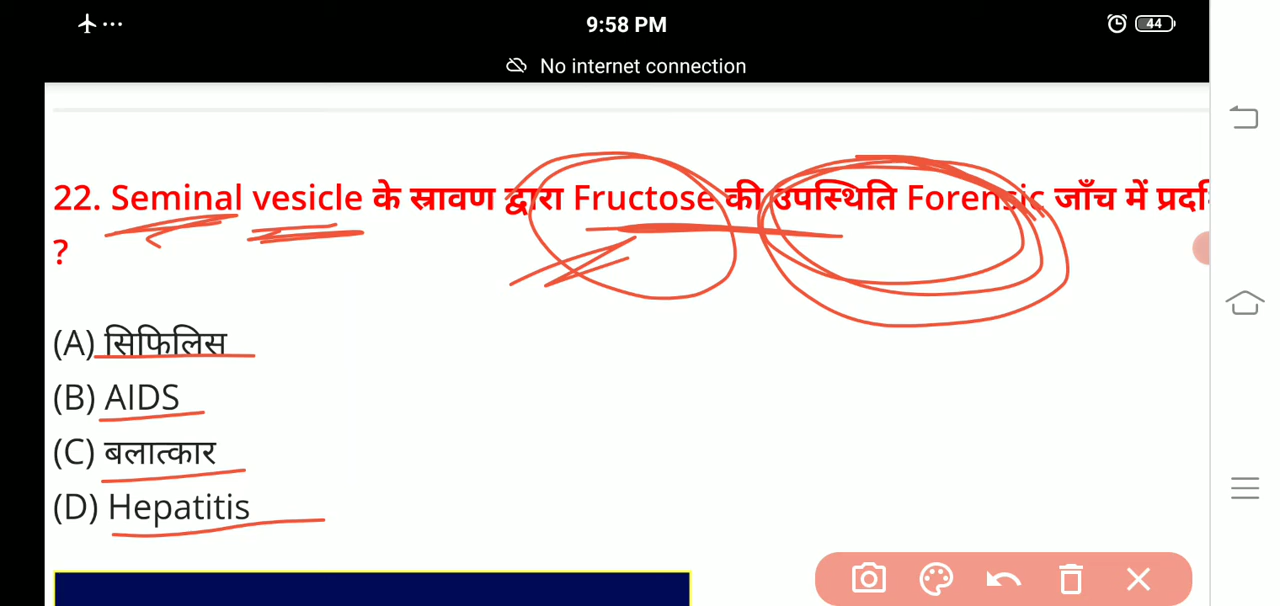 9:58 PM
44
No internet connection
22. Seminal vesicle के स्रावण द्वारा Fructose की उपस्थिति Forensic जाँच में
?
(A) सिफिलिस
(B) AIDS
(C) बलात्कार
(D) Hepatitis